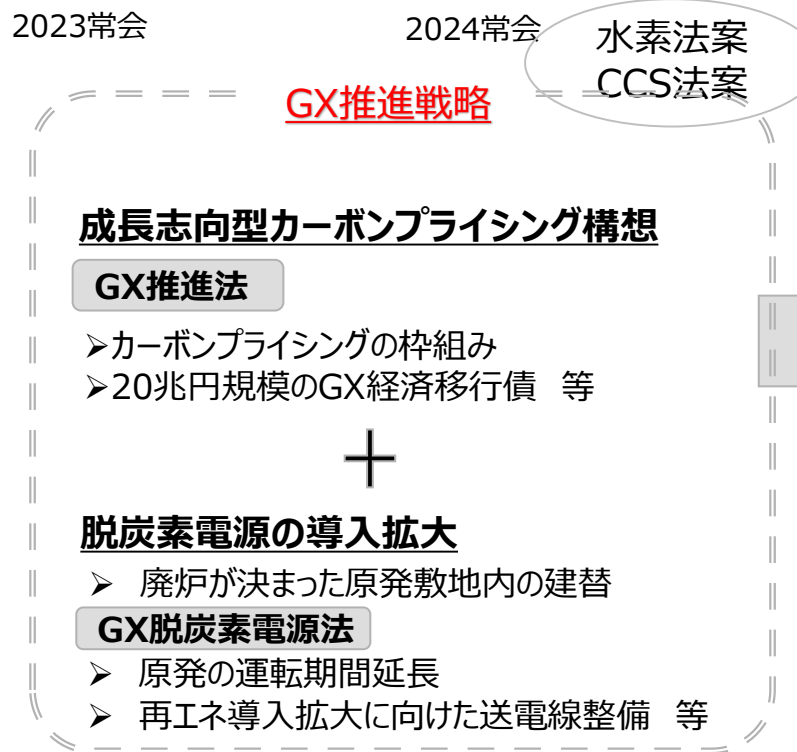 2023常会
2024常会
水素法案
CCS法案
GX推進戦略
成長志向型カーボンプライシング構想
GX推進法
➢カーボンプライシングの枠組み
➢20兆円規模のGX経済移行債 等
＋
脱炭素電源の導入拡大
➢ 廃炉が決まった原発敷地内の建替
GX脱炭素電源法
➢ 原発の運転期間延長
➢ 再エネ導入拡大に向けた送電線整備 等